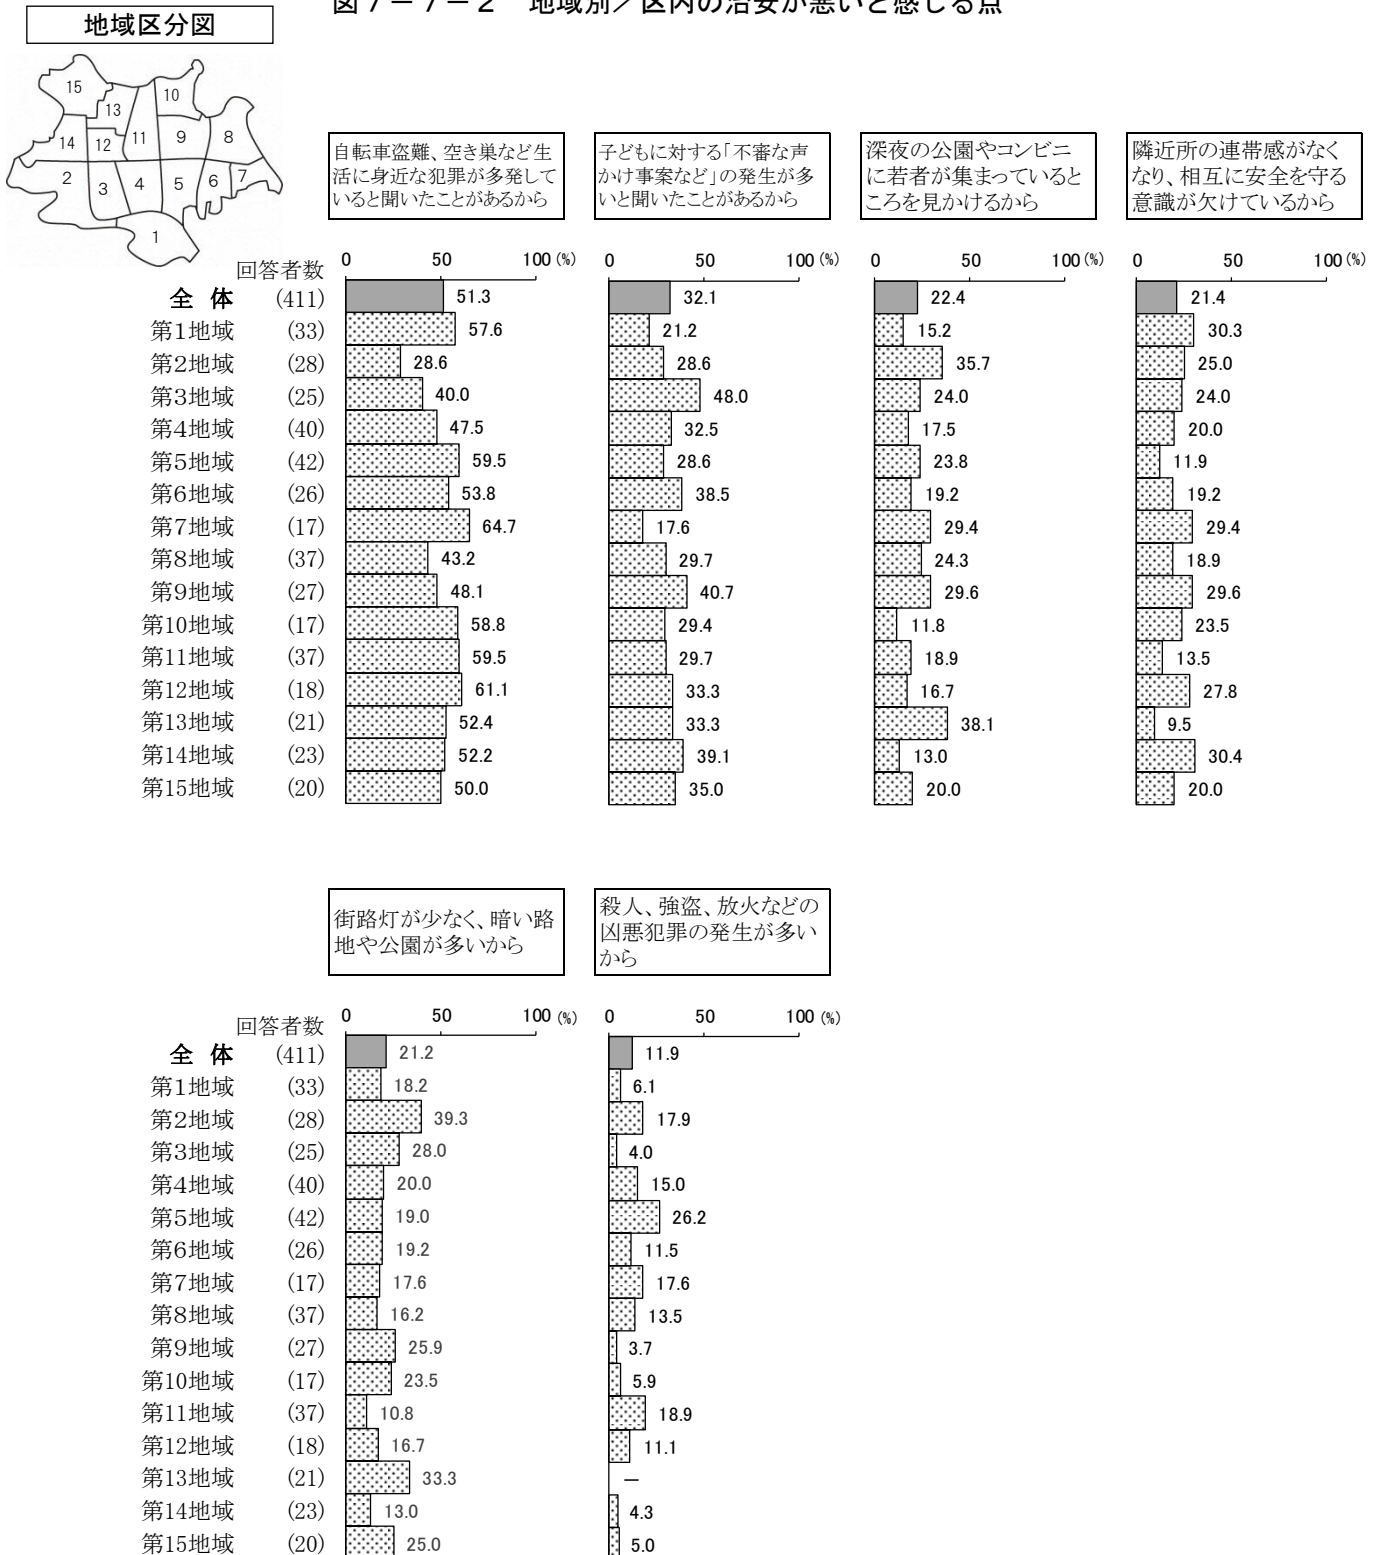 図7-7-2 地域別/区内の治安が悪いと感じる点
地域区分図
15
13
10
14
12
11
9
8
2
3
4
5
6
7
1
自転車盗難、空き巣など生
活に身近な犯罪が多発して
いると聞いたことがあるから
子どもに対する「不審な声
かけ事案など」の発生が多
いと聞いたことがあるから
深夜の公園やコンビニ
に若者が集まっていると
ころを見かけるから
隣近所の連帯感がなく
なり、相互に安全を守る
意識が欠けているから
回答者数 0 50 100(%) 0 50 100(%) 0 50 100(%) 0 50 100(%)
全 体 (411) 51.3 32.1 22.4 21.4
第1地域 (33) 57.6 21.2 15.2 30.3
第2地域 (28) 28.6 28.6 35.7 25.0
第3地域 (25) 40.0 48.0 24.0 24.0
第4地域 (40) 47.5 32.5 17.5 20.0
第5地域 (42) 59.5 28.6 23.8 11.9
第6地域 (26) 53.8 38.5 19.2 19.2
第7地域 (17) 64.7 17.6 29.4 29.4
第8地域 (37) 43.2 29.7 24.3 18.9
第9地域 (27) 48.1 40.7 29.6 29.6
第10地域 (17) 58.8 29.4 11.8 23.5
第11地域 (37) 59.5 29.7 18.9 13.5
第12地域 (18) 61.1 33.3 16.7 27.8
第13地域 (21) 52.4 33.3 38.1 9.5
第14地域 (23) 52.2 39.1 13.0 30.4
第15地域 (20) 50.0 35.0 20.0 20.0
街路灯が少なく、暗い路
地や公園が多いから
殺人、強盗、放火などの
凶悪犯罪の発生が多い
から
回答者数 0 50 100(%) 0 50 100(%)
全 体 (411) 21.2 11.9
第1地域 (33) 18.2 6.1
第2地域 (28) 39.3 17.9
第3地域 (25) 28.0 4.0
第4地域 (40) 20.0 15.0
第5地域 (42) 19.0 26.2
第6地域 (26) 19.2 11.5
第7地域 (17) 17.6 17.6
第8地域 (37) 16.2 13.5
第9地域 (27) 25.9 3.7
第10地域 (17) 23.5 5.9
第11地域 (37) 10.8 18.9
第12地域 (18) 16.7 11.1
第13地域 (21) 33.3 -
第14地域 (23) 13.0 4.3
第15地域 (20) 25.0 5.0